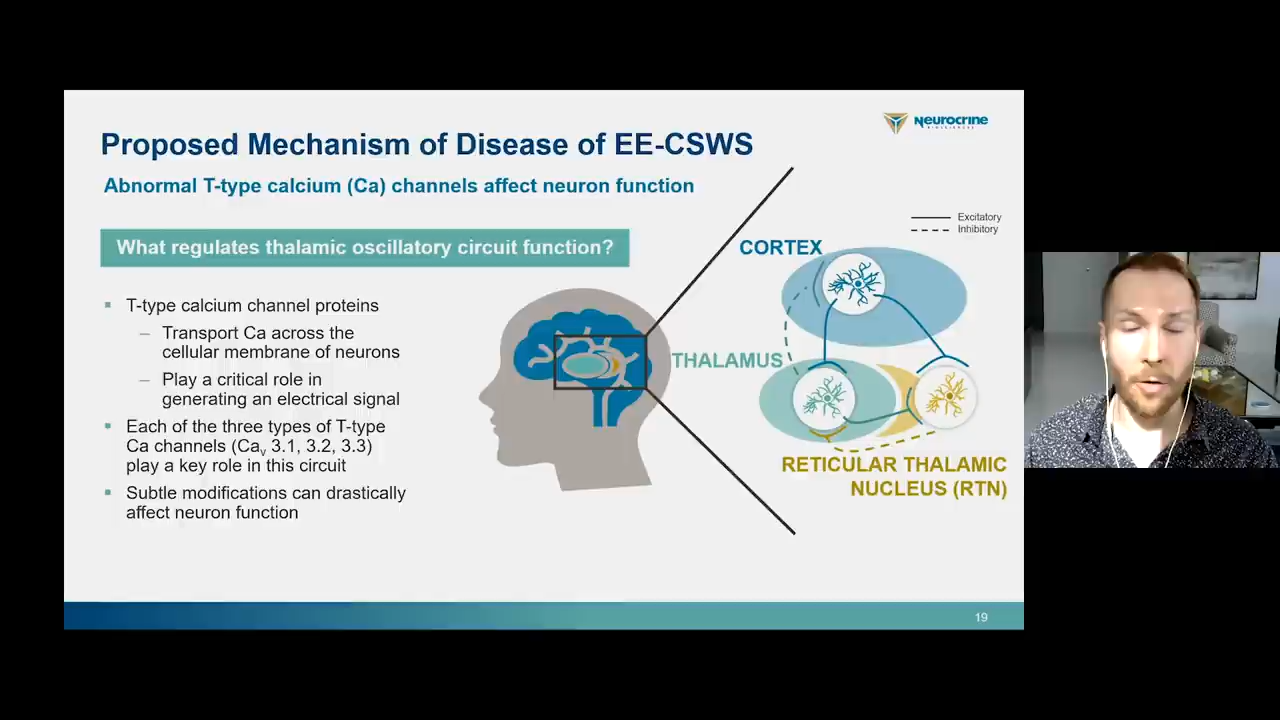 Neurocrine
BIOSCIENCES
Proposed Mechanism of Disease of EE-CSWS
Abnormal T-type calcium (Ca) channels affect neuron function
What regulates thalamic oscillatory circuit function?
T-type calcium channel proteins
– Transport Ca across the
cellular membrane of neurons
– Play a critical role in
generating an electrical signal
Each of the three types of T-type
Ca channels (Cav 3.1, 3.2, 3.3)
play a key role in this circuit
Subtle modifications can drastically
affect neuron function
Excitatory
Inhibitory
CORTEX
THALAMUS
RETICULAR THALAMIC
NUCLEUS (RTN)
19